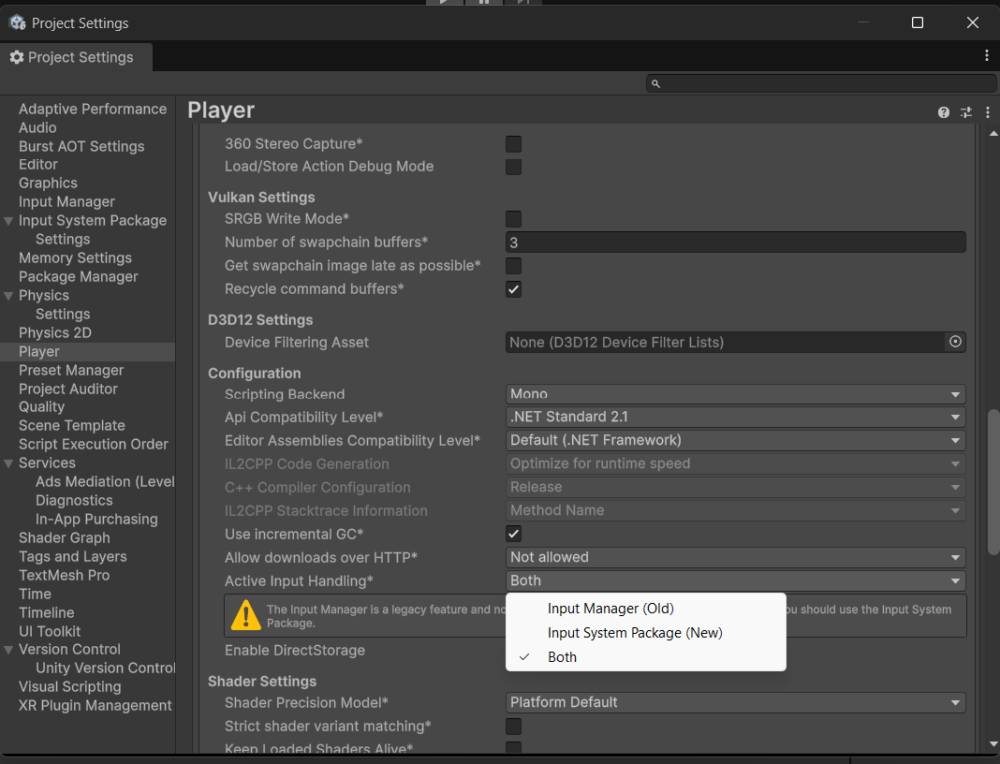 Project Settings
Project Settings
Player
Adaptive Performance
Audio
Burst AOT Settings
Editor
Graphics
Input Manager
Input System Package
Settings
Memory Settings
Package Manager
Physics
Settings
Physics 2D
Player
Preset Manager
Project Auditor
Quality
Scene Template
Script Execution Order
Services
Ads Mediation (Level
Diagnostics
In-App Purchasing
Shader Graph
Tags and Layers
TextMesh Pro
Time
Timeline
UI Toolkit
Version Control
Unity Version Control
Visual Scripting
XR Plugin Management
360 Stereo Capture*
Load/Store Action Debug Mode
Vulkan Settings
SRGB Write Mode*
Number of swapchain buffers* 3
Get swapchain image late as possible*
Recycle command buffers*
D3D12 Settings
Device Filtering Asset None (D3D12 Device Filter Lists)
Configuration
Scripting Backend Mono
Api Compatibility Level* .NET Standard 2.1
Editor Assemblies Compatibility Level* Default (.NET Framework)
IL2CPP Code Generation Optimize for runtime speed
C++ Compiler Configuration Release
IL2CPP Stacktrace Information Method Name
Use incremental GC*
Allow downloads over HTTP* Not allowed
Active Input Handling* Both
The Input Manager is a legacy feature and no ou should use the Input System
Package.
Input Manager (Old)
Input System Package (New)
Both
Enable DirectStorage
Shader Settings
Shader Precision Model* Platform Default
Strict shader variant matching*
Keep Loaded Shaders Alive*